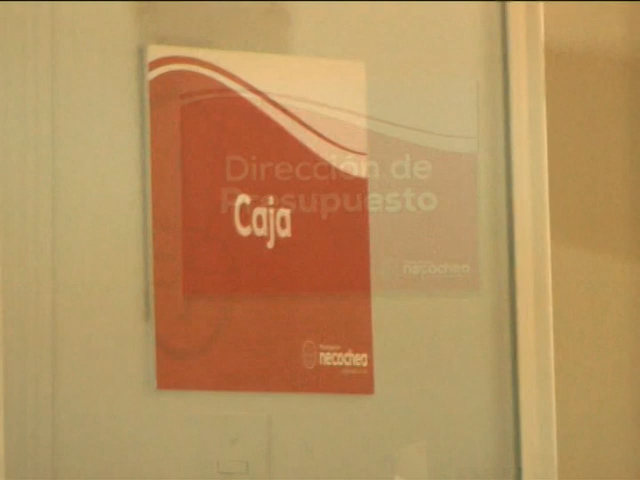 Dirección de
Presupuesto
Caja
necochea
necochea